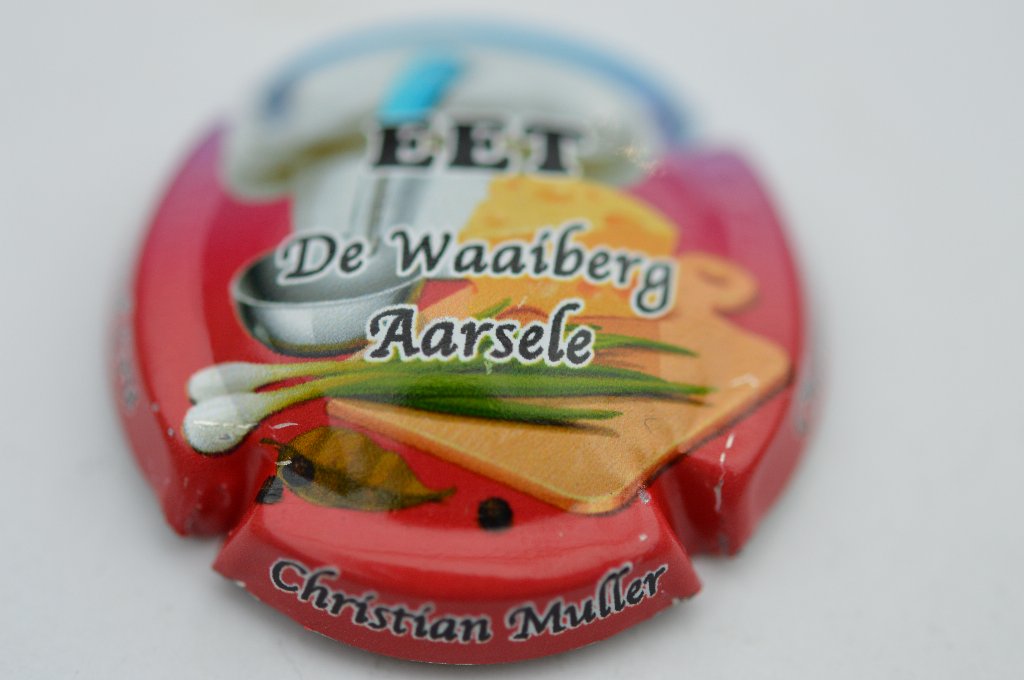 EET
De Waaiberg
Aarsele
Christian Muller